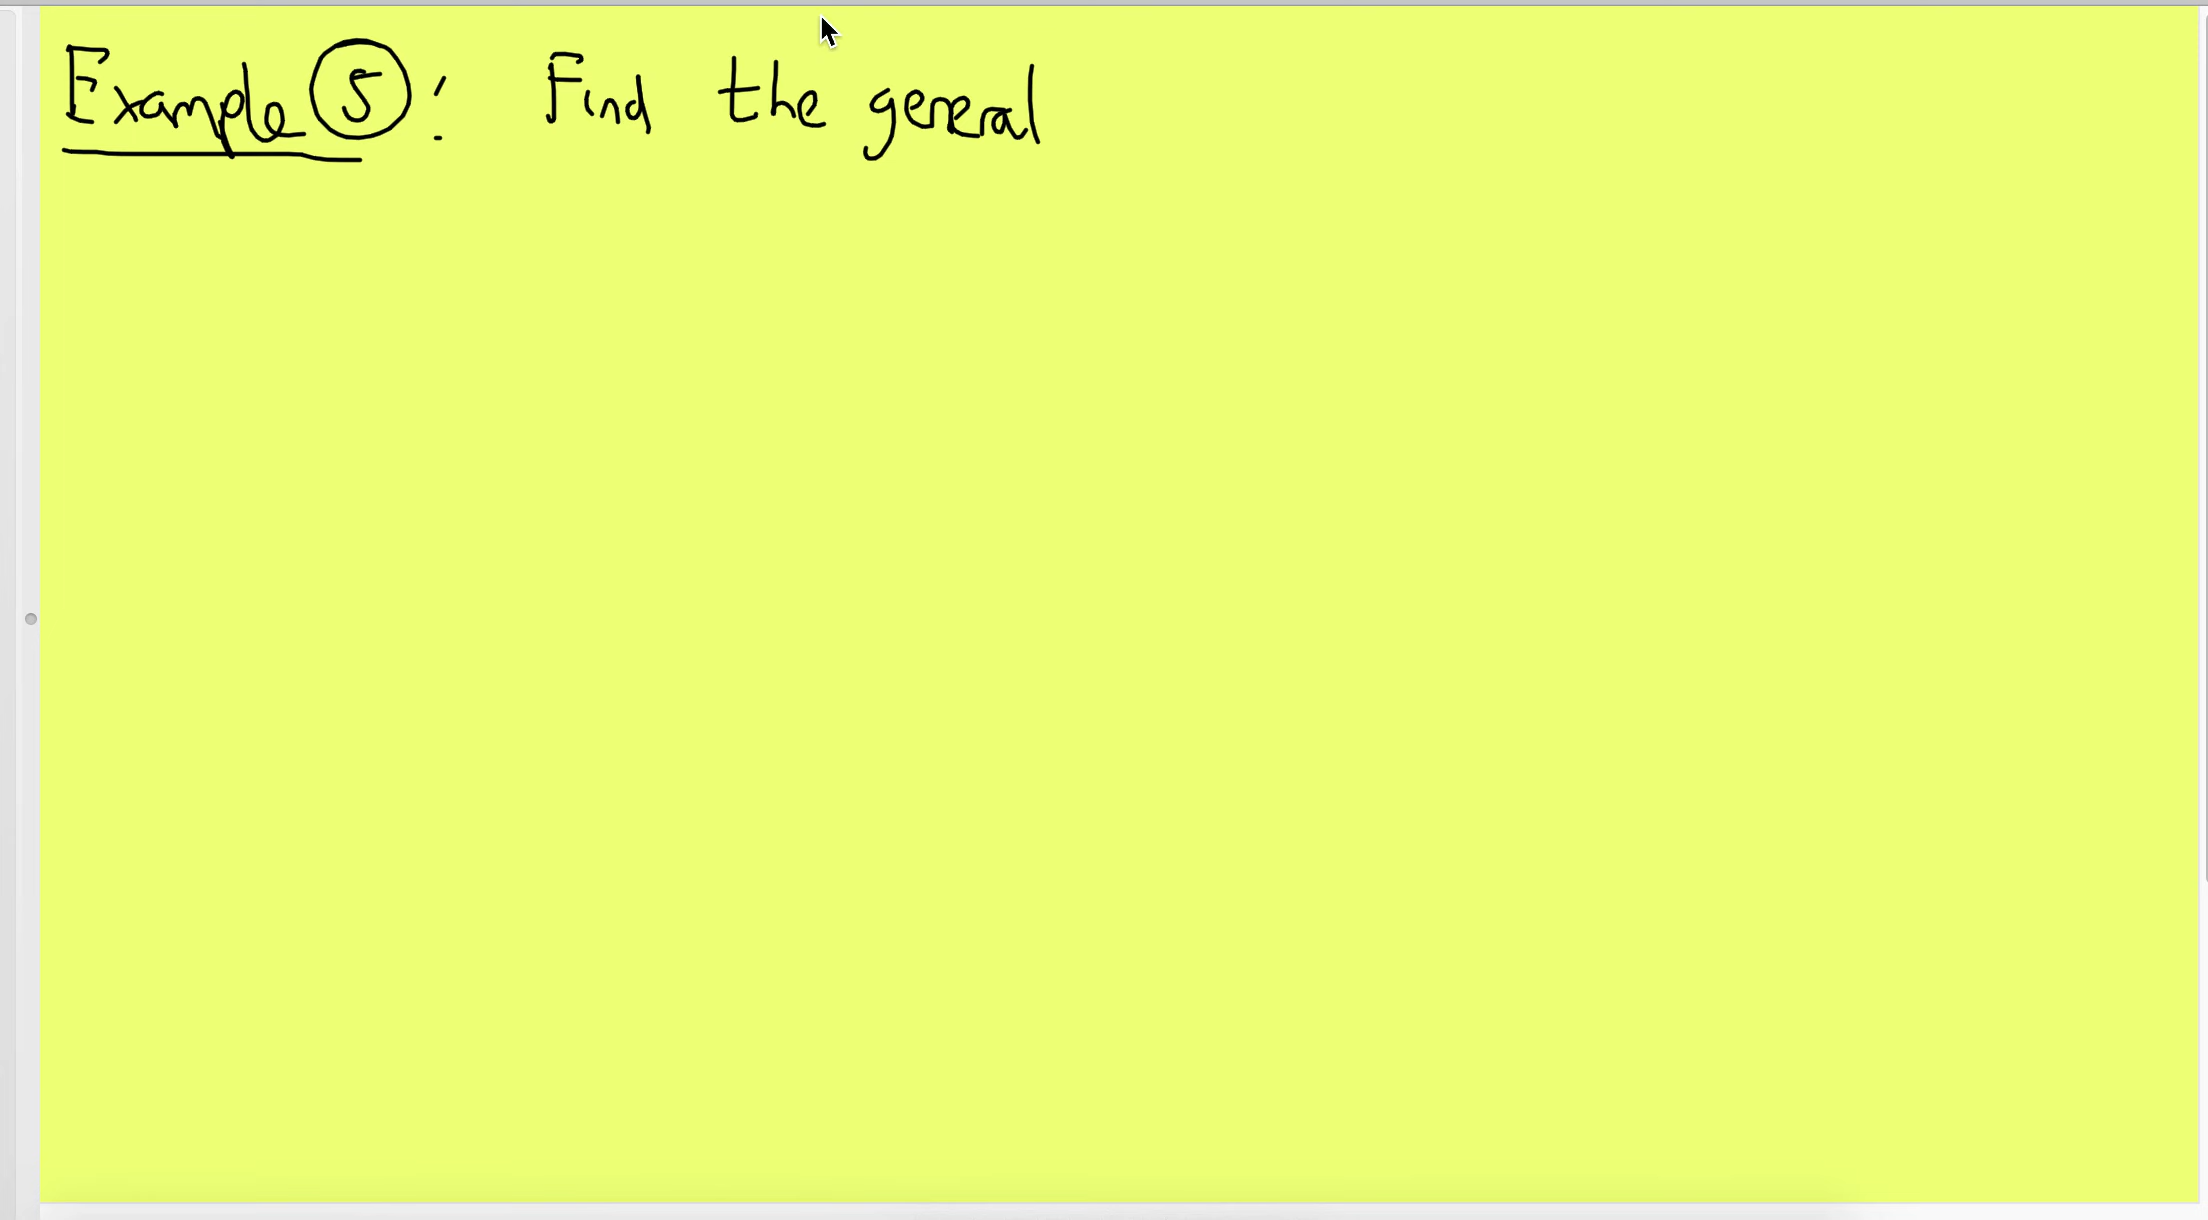 Example ⑤: Find the general